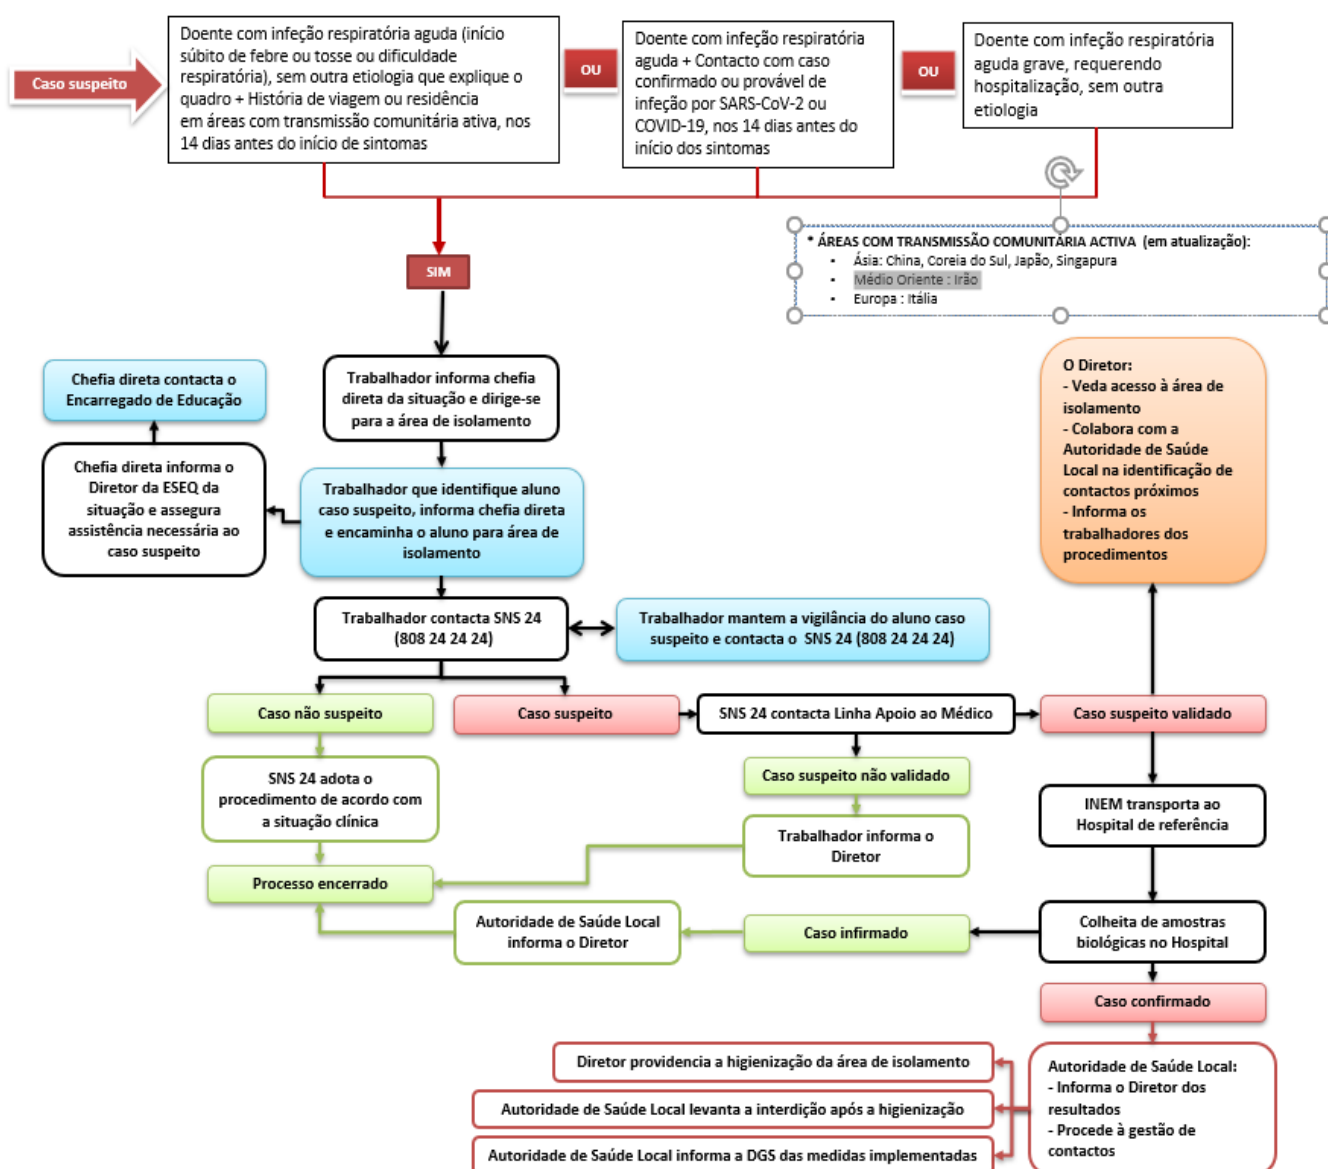 Caso suspeito
Doente com infeção respiratória aguda (início
súbito de febre ou tosse ou dificuldade
respiratória), sem outra etiologia que explique o
quadro + História de viagem ou residência
em áreas com transmissão comunitária ativa, nos
14 dias antes do início de sintomas
OU
Doente com infeção respiratória
aguda + Contacto com caso
confirmado ou provável de
infeção por SARS-CoV-2 ou
COVID-19, nos 14 dias antes do
início dos sintomas
OU
Doente com infeção respiratória
aguda grave, requerendo
hospitalização, sem outra
etiologia
* ÁREAS COM TRANSMISSÃO COMUNITÁRIA ACTIVA (em atualização):
▪ Ásia: China, Coreia do Sul, Japão, Singapura
▪ Médio Oriente : Irão
▪ Europa : Itália
SIM
Trabalhador informa chefia
direta da situação e dirige-se
para a área de isolamento
Chefia direta contacta o
Encarregado de Educação
Chefia direta informa o
Diretor da ESEQ da
situação e assegura
assistência necessária ao
caso suspeito
Trabalhador que identifique aluno
caso suspeito, informa chefia direta
e encaminha o aluno para área de
isolamento
O Diretor:
- Veda acesso à área de
isolamento
- Colabora com a
Autoridade de Saúde
Local na identificação de
contactos próximos
- Informa os
trabalhadores dos
procedimentos
Trabalhador contacta SNS 24
(808 24 24 24)
Trabalhador mantem a vigilância do aluno caso
suspeito e contacta o SNS 24 (808 24 24 24)
Caso não suspeito
Caso suspeito
SNS 24 contacta Linha Apoio ao Médico
Caso suspeito validado
SNS 24 adota o
procedimento de acordo com
a situação clínica
Caso suspeito não validado
INEM transporta ao
Hospital de referência
Trabalhador informa o
Diretor
Processo encerrado
Autoridade de Saúde Local
informa o Diretor
Caso infirmado
Colheita de amostras
biológicas no Hospital
Caso confirmado
Diretor providencia a higienização da área de isolamento
Autoridade de Saúde Local levanta a interdição após a higienização
Autoridade de Saúde Local informa a DGS das medidas implementadas
Autoridade de Saúde Local:
- Informa o Diretor dos
resultados
- Procede à gestão de
contactos